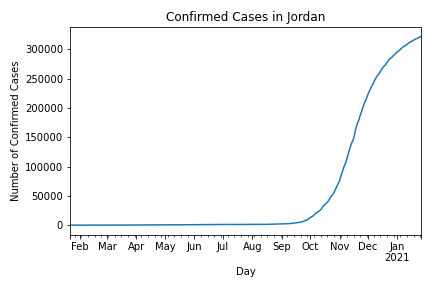 Confirmed Cases in Jordan
Number of Confirmed Cases
300000
250000
200000
150000
100000
50000
0
Feb Mar Apr May Jun Jul Aug Sep Oct Nov Dec Jan
2021
Day